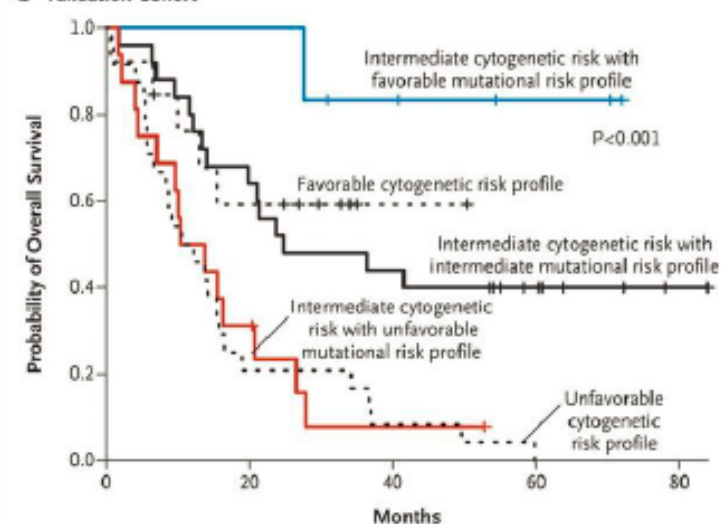 1.0
0.8
0.6
0.4
0.2
0.0
Probability of Overall Survival
Intermediate cytogenetic risk with
favorable mutational risk profile
P<0.001
Favorable cytogenetic risk profile
Intermediate cytogenetic risk with
intermediate mutational risk profile
Intermediate cytogenetic
risk with unfavorable
mutational risk profile
Unfavorable
cytogenetic
risk profile
0 20 40 60 80
Months